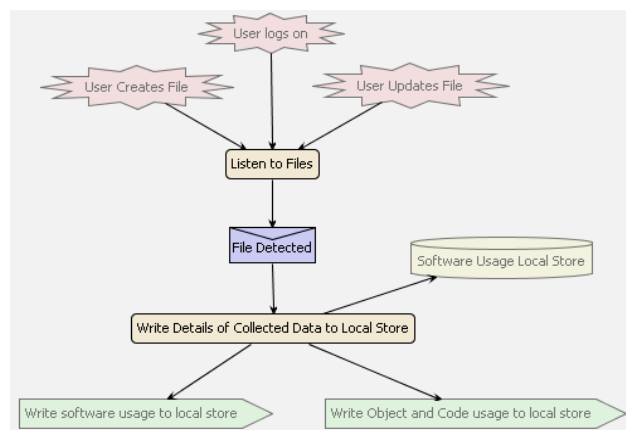 User logs on
User Creates File
User Updates File
Listen to Files
File Detected
Software Usage Local Store
Write Details of Collected Data to Local Store
Write software usage to local store
Write Object and Code usage to local store